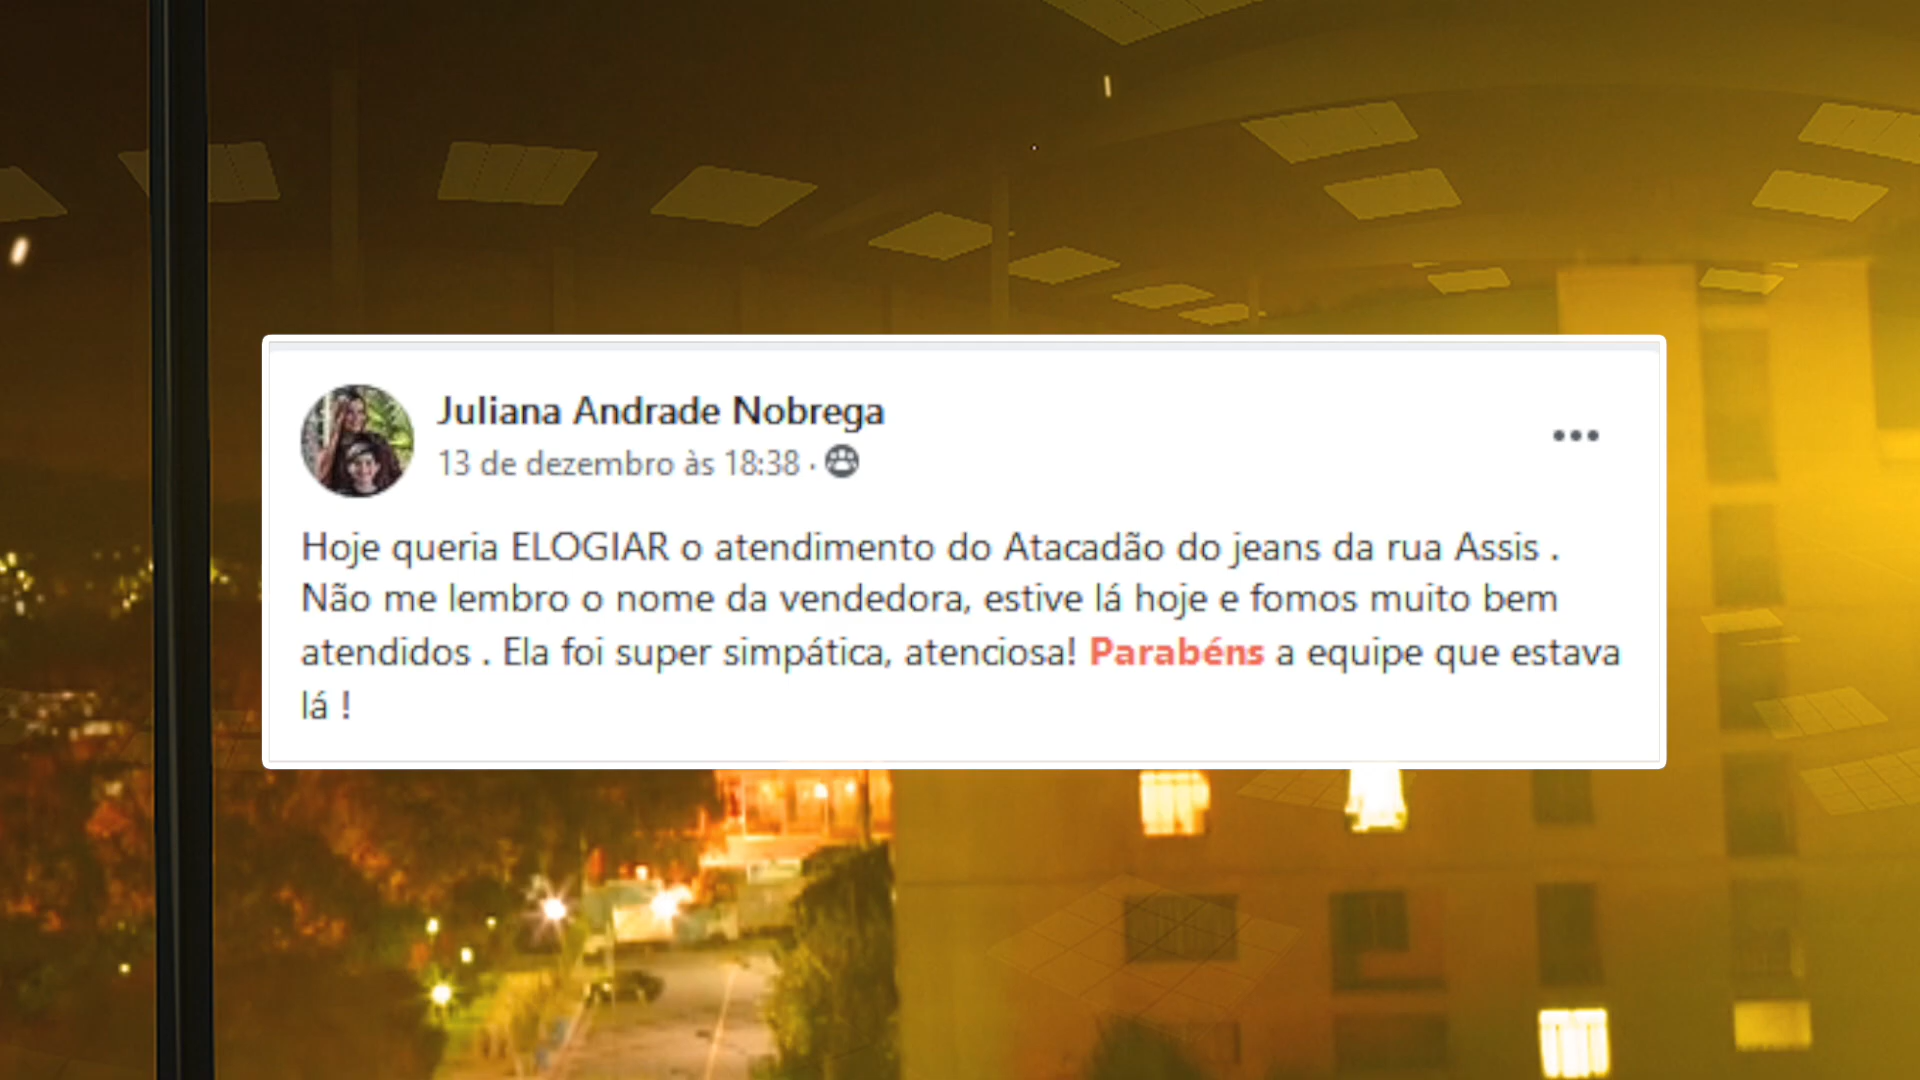 Juliana Andrade Nobrega
13 de dezembro às 18:38 ·
Hoje queria ELOGIAR o atendimento do Atacadão do jeans da rua Assis .
Não me lembro o nome da vendedora, estive lá hoje e fomos muito bem
atendidos . Ela foi super simpática, atenciosa! Parabéns a equipe que estava
lá !